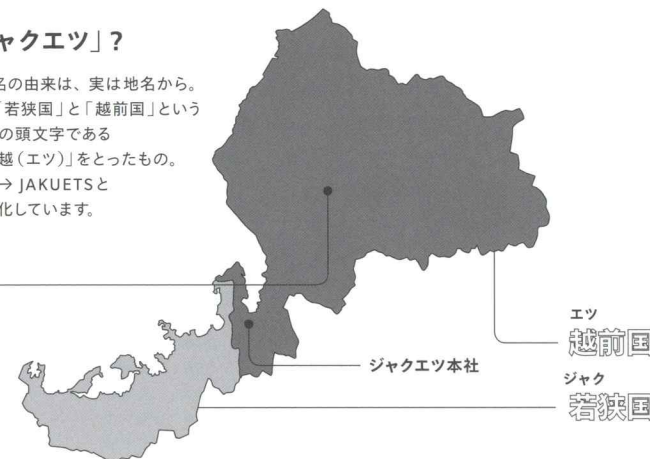 ャクエツ」?
名の由来は、実は地名から。
「若狭国」と「越前国」という
の頭文字である
越(エツ)」をとったもの。
→ JAKUETSと
化しています。
エツ
越前国
ジャクエツ本社
ジャク
若狭国